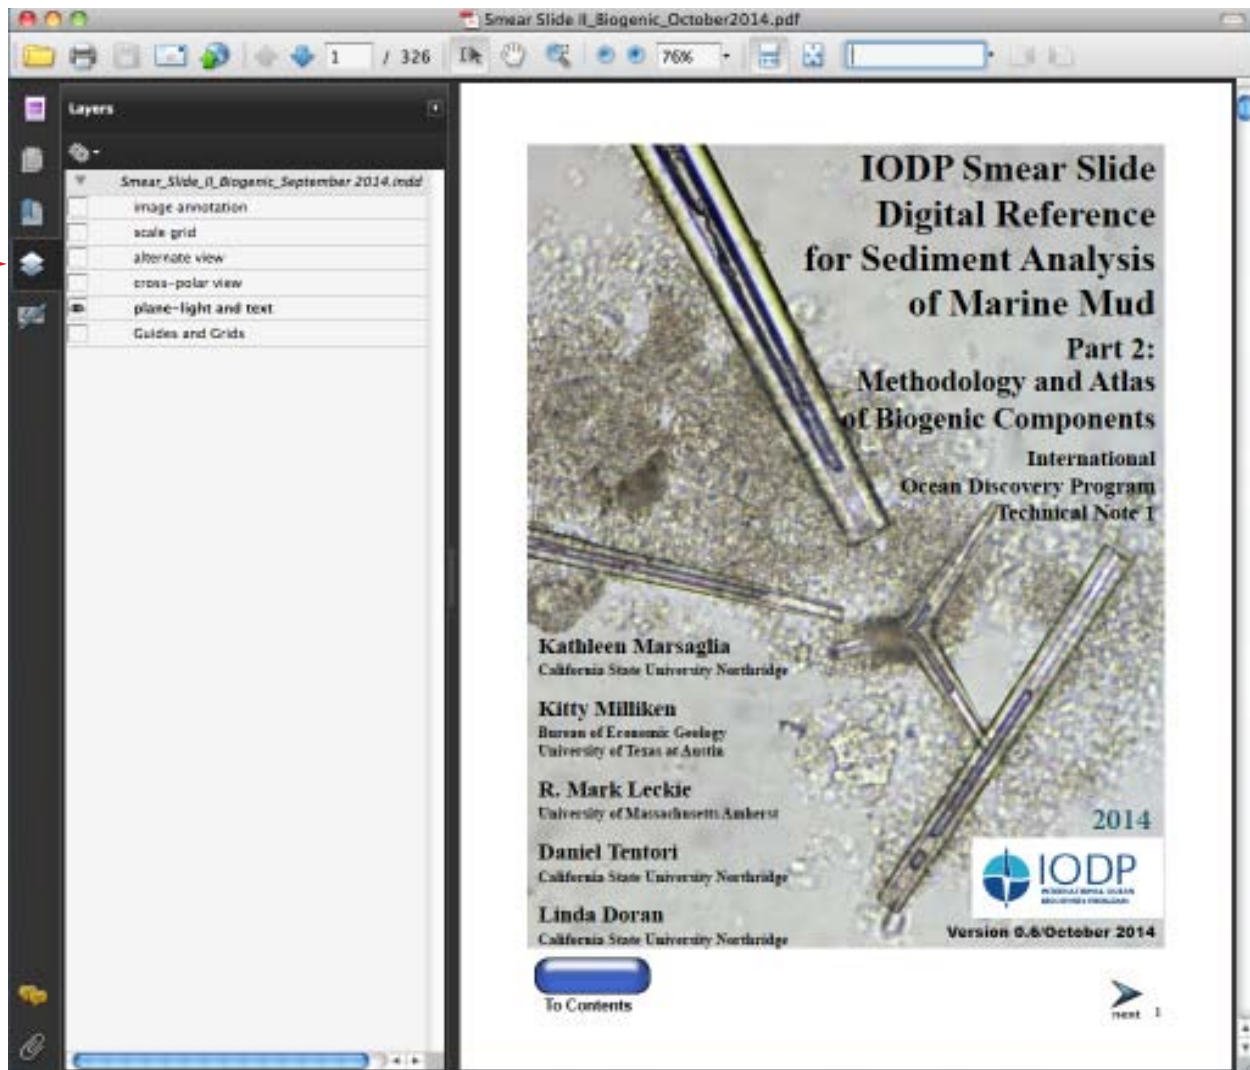 Smear Slide II_Biogenic_October2014.pdf
1 / 326
76%
Layers
Smear_Slide_II_Biogenic_September 2014.indd
image annotation
scale grid
alternate view
cross-polar view
plane-light and text
Guides and Grids
IODP Smear Slide
Digital Reference
for Sediment Analysis
of Marine Mud
Part 2:
Methodology and Atlas
of Biogenic Components
International
Ocean Discovery Program
Technical Note 1
Kathleen Marsaglia
California State University Northridge
Kitty Milliken
Bureau of Economic Geology
University of Texas at Austin
R. Mark Leckie
University of Massachusetts Amherst
Daniel Tentori
California State University Northridge
Linda Doran
California State University Northridge
2014
IODP
INTERNATIONAL OCEAN
DISCOVERY PROGRAM
Version 0.6/October 2014
To Contents
next 1